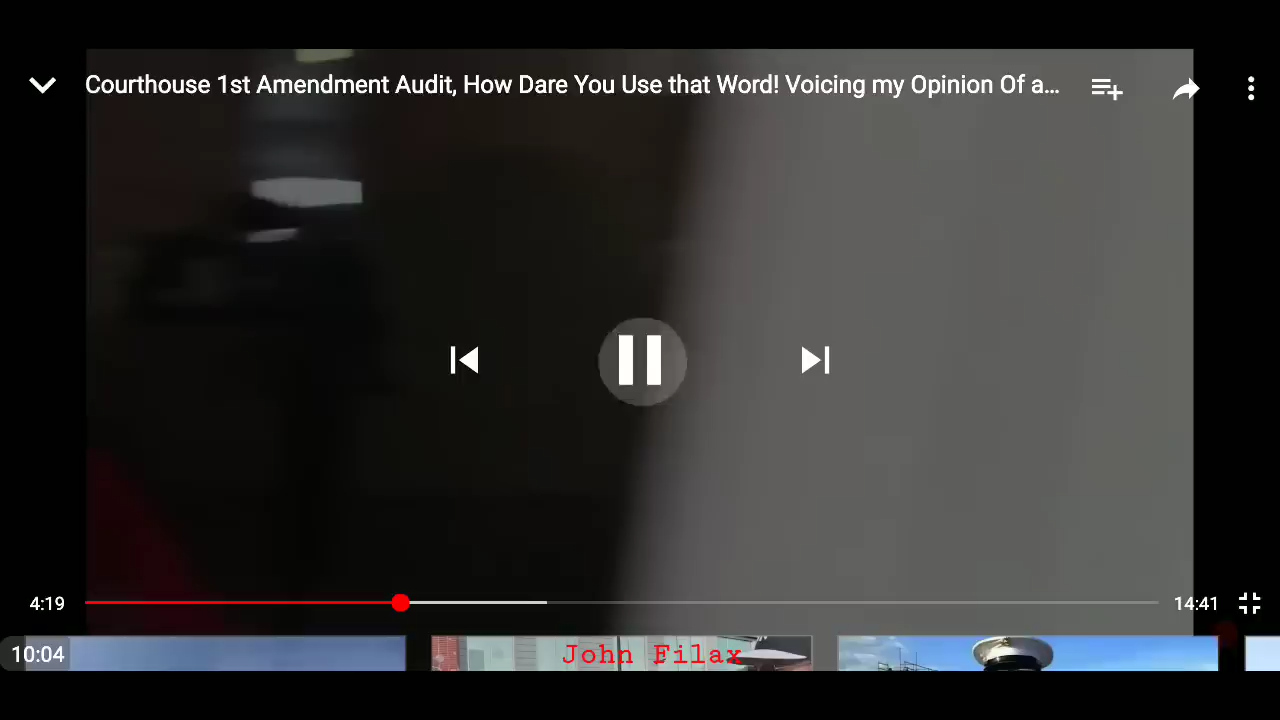 Courthouse 1st Amendment Audit, How Dare You Use that Word! Voicing my Opinion Of a...
4:19
14:41
10:04
John Filax